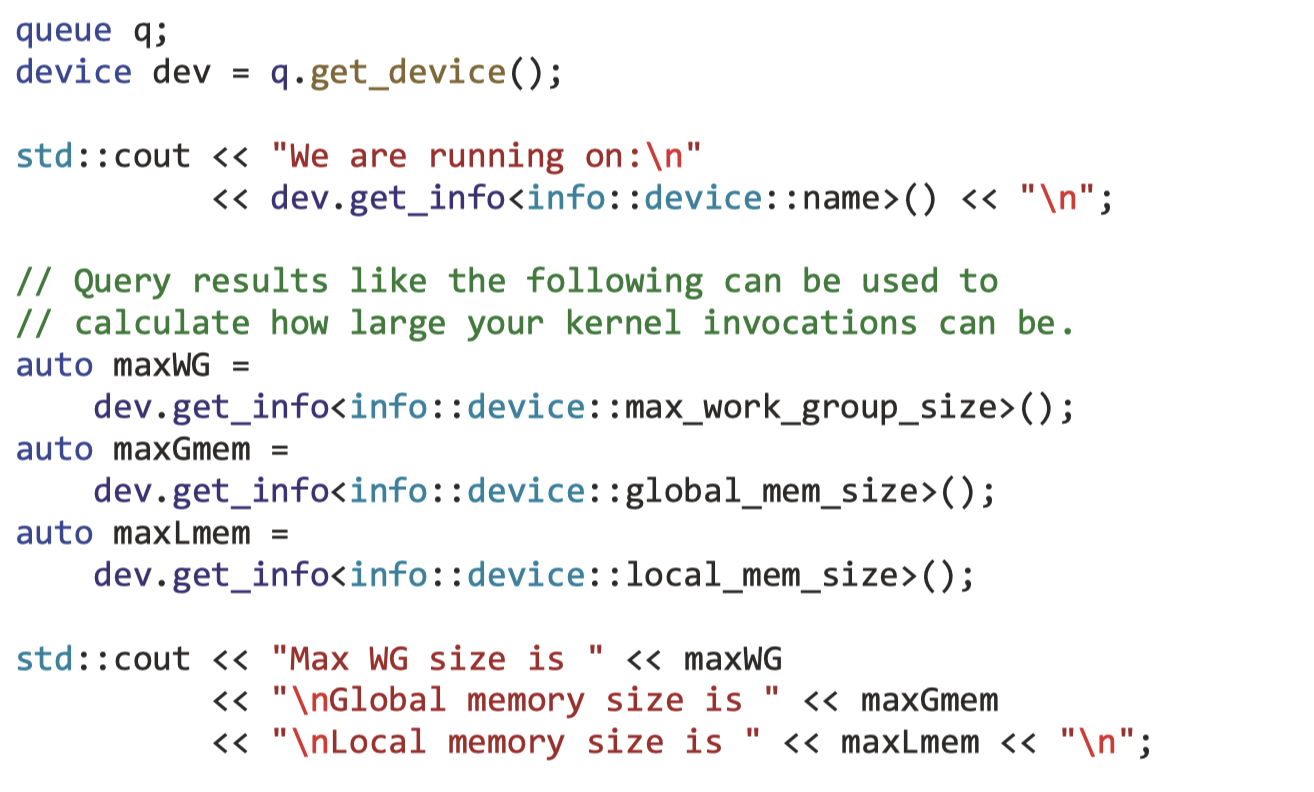 queue q;
device dev = q.get_device();

std::cout << "We are running on:\n"
          << dev.get_info<info::device::name>() << "\n";

// Query results like the following can be used to
// calculate how large your kernel invocations can be.
auto maxWG =
    dev.get_info<info::device::max_work_group_size>();
auto maxGmem =
    dev.get_info<info::device::global_mem_size>();
auto maxLmem =
    dev.get_info<info::device::local_mem_size>();

std::cout << "Max WG size is " << maxWG
          << "\nGlobal memory size is " << maxGmem
          << "\nLocal memory size is " << maxLmem << "\n";